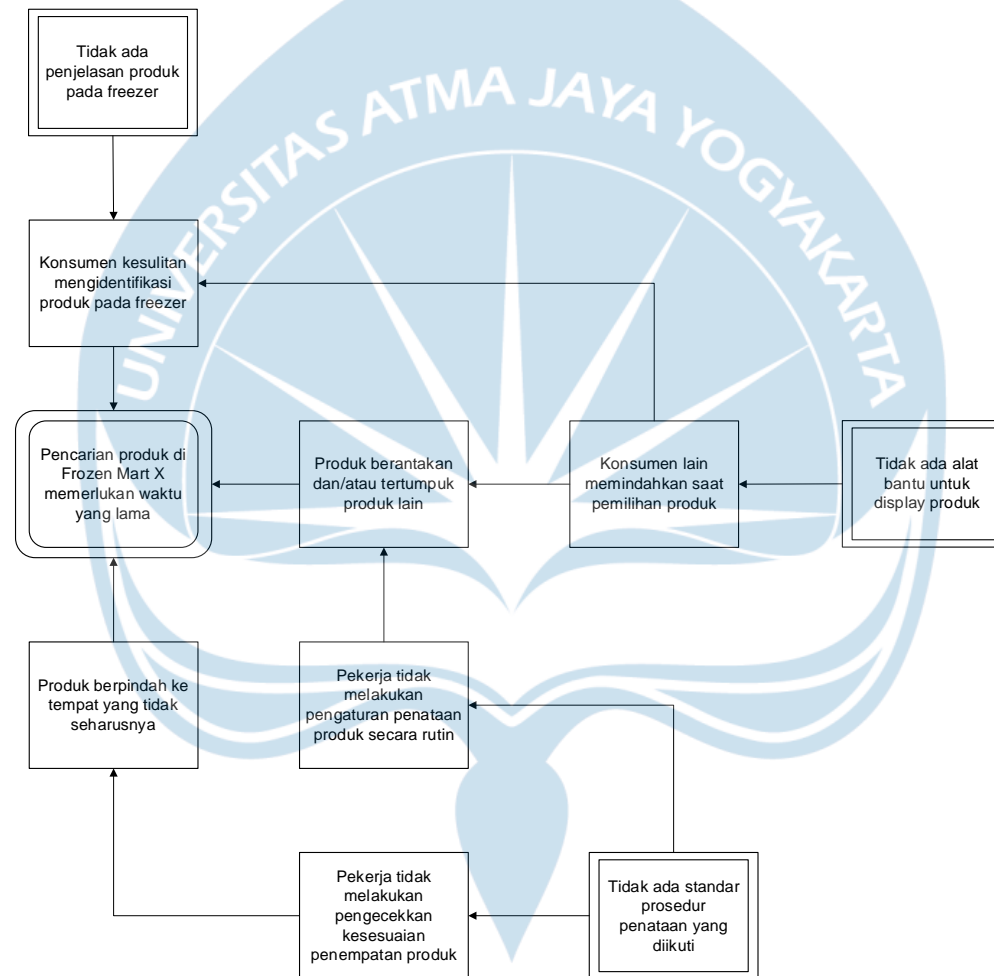 Tidak ada
penjelasan produk
pada freezer
UNIVERSITAS ATMA JAYA YOGYAKARTA
Konsumen kesulitan
mengidentifikasi
produk pada freezer
Pencarian produk di
Frozen Mart X
memerlukan waktu
yang lama
Produk berantakan
dan/atau tertumpuk
produk lain
Konsumen lain
memindahkan saat
pemilihan produk
Tidak ada alat
bantu untuk
display produk
Produk berpindah ke
tempat yang tidak
seharusnya
Pekerja tidak
melakukan
pengaturan penataan
produk secara rutin
Pekerja tidak
melakukan
pengecekkan
kesesuaian
penempatan produk
Tidak ada standar
prosedur
penataan yang
diikuti